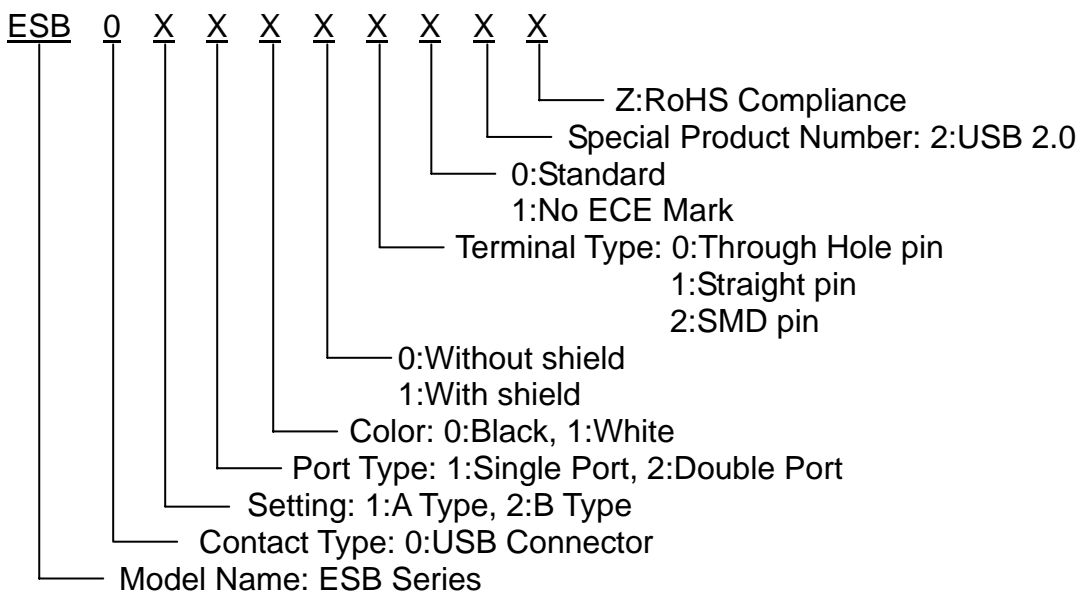 ESB 0 X X X X X X X X
Z:RoHS Compliance
Special Product Number: 2:USB 2.0
0:Standard
1:No ECE Mark
Terminal Type: 0:Through Hole pin
1:Straight pin
2:SMD pin
0:Without shield
1:With shield
Color: 0:Black, 1:White
Port Type: 1:Single Port, 2:Double Port
Setting: 1:A Type, 2:B Type
Contact Type: 0:USB Connector
Model Name: ESB Series